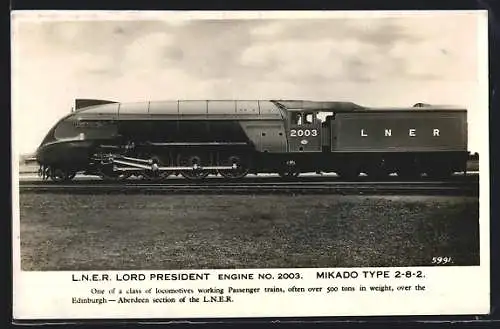 2003
L N E R
5991.
L.N.E.R. LORD PRESIDENT ENGINE NO. 2003. MIKADO TYPE 2-8-2.
One of a class of locomotives working Passenger trains, often over 500 tons in weight, over the
Edinburgh—Aberdeen section of the L.N.E.R.